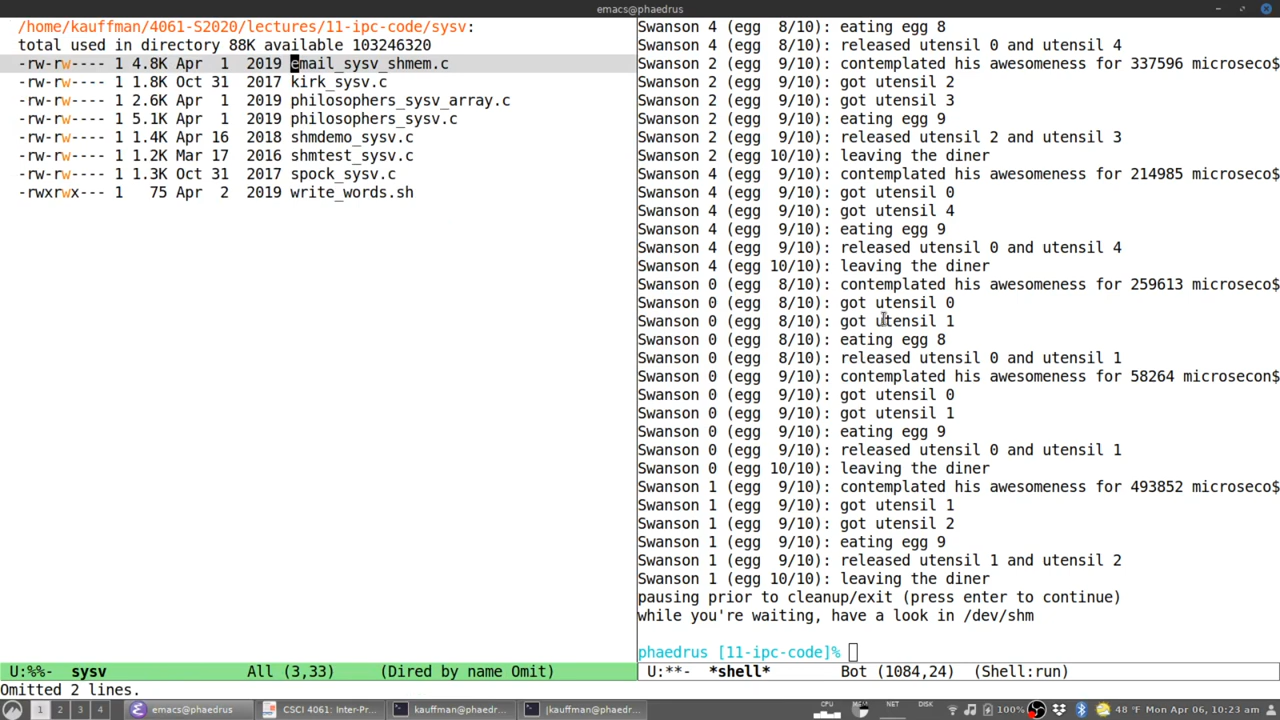 emacs@phaedrus
/home/kauffman/4061-S2020/lectures/11-ipc-code/sysv:
total used in directory 88K available 103246320
-rw-rw---- 1 4.8K Apr  1  2019 email_sysv_shmem.c
-rw-rw---- 1 1.8K Oct 31  2017 kirk_sysv.c
-rw-rw---- 1 2.6K Apr  1  2019 philosophers_sysv_array.c
-rw-rw---- 1 5.1K Apr  1  2019 philosophers_sysv.c
-rw-rw---- 1 1.4K Apr 16  2018 shmdemo_sysv.c
-rw-rw---- 1 1.2K Mar 17  2016 shmtest_sysv.c
-rw-rw---- 1 1.3K Oct 31  2017 spock_sysv.c
-rwxrwx--- 1   75 Apr  2  2019 write_words.sh
U:%%-  sysv           All (3,33)     (Dired by name Omit)
Omitted 2 lines.
Swanson 4 (egg  8/10): eating egg 8
Swanson 4 (egg  8/10): released utensil 0 and utensil 4
Swanson 2 (egg  9/10): contemplated his awesomeness for 337596 microseco$
Swanson 2 (egg  9/10): got utensil 2
Swanson 2 (egg  9/10): got utensil 3
Swanson 2 (egg  9/10): eating egg 9
Swanson 2 (egg  9/10): released utensil 2 and utensil 3
Swanson 2 (egg 10/10): leaving the diner
Swanson 4 (egg  9/10): contemplated his awesomeness for 214985 microseco$
Swanson 4 (egg  9/10): got utensil 0
Swanson 4 (egg  9/10): got utensil 4
Swanson 4 (egg  9/10): eating egg 9
Swanson 4 (egg  9/10): released utensil 0 and utensil 4
Swanson 4 (egg 10/10): leaving the diner
Swanson 0 (egg  8/10): contemplated his awesomeness for 259613 microseco$
Swanson 0 (egg  8/10): got utensil 0
Swanson 0 (egg  8/10): got utensil 1
Swanson 0 (egg  8/10): eating egg 8
Swanson 0 (egg  8/10): released utensil 0 and utensil 1
Swanson 0 (egg  9/10): contemplated his awesomeness for 58264 microsecon$
Swanson 0 (egg  9/10): got utensil 0
Swanson 0 (egg  9/10): got utensil 1
Swanson 0 (egg  9/10): eating egg 9
Swanson 0 (egg  9/10): released utensil 0 and utensil 1
Swanson 0 (egg 10/10): leaving the diner
Swanson 1 (egg  9/10): contemplated his awesomeness for 493852 microseco$
Swanson 1 (egg  9/10): got utensil 1
Swanson 1 (egg  9/10): got utensil 2
Swanson 1 (egg  9/10): eating egg 9
Swanson 1 (egg  9/10): released utensil 1 and utensil 2
Swanson 1 (egg 10/10): leaving the diner
pausing prior to cleanup/exit (press enter to continue)
while you're waiting, have a look in /dev/shm
phaedrus [11-ipc-code]%
U:**-  *shell*        Bot (1084,24)  (Shell:run)
1 2 3 4 emacs@phaedrus CSCI 4061: Inter-Pr... kauffman@phaedr... |kauffman@phaedr... CPU MEM NET DISK 100% 48 °F Mon Apr 06, 10:23 am